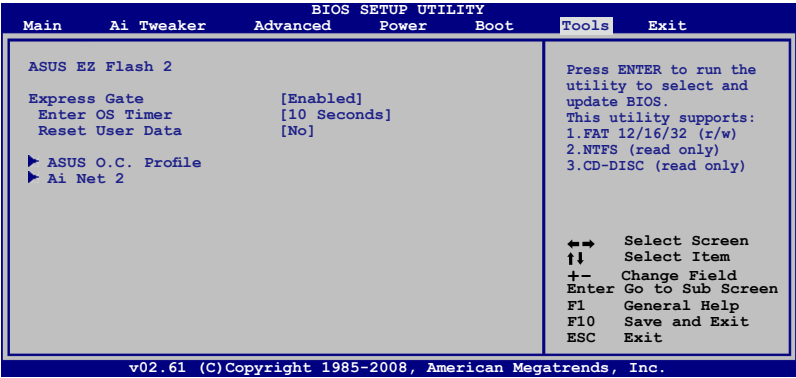 BIOS SETUP UTILITY
Main Ai Tweaker Advanced Power Boot Tools Exit
ASUS EZ Flash 2
Express Gate [Enabled]
Enter OS Timer [10 Seconds]
Reset User Data [No]
ASUS O.C. Profile
Ai Net 2
Press ENTER to run the
utility to select and
update BIOS.
This utility supports:
1.FAT 12/16/32 (r/w)
2.NTFS (read only)
3.CD-DISC (read only)
←→ Select Screen
↑↓ Select Item
+- Change Field
Enter Go to Sub Screen
F1 General Help
F10 Save and Exit
ESC Exit
v02.61 (C)Copyright 1985-2008, American Megatrends, Inc.